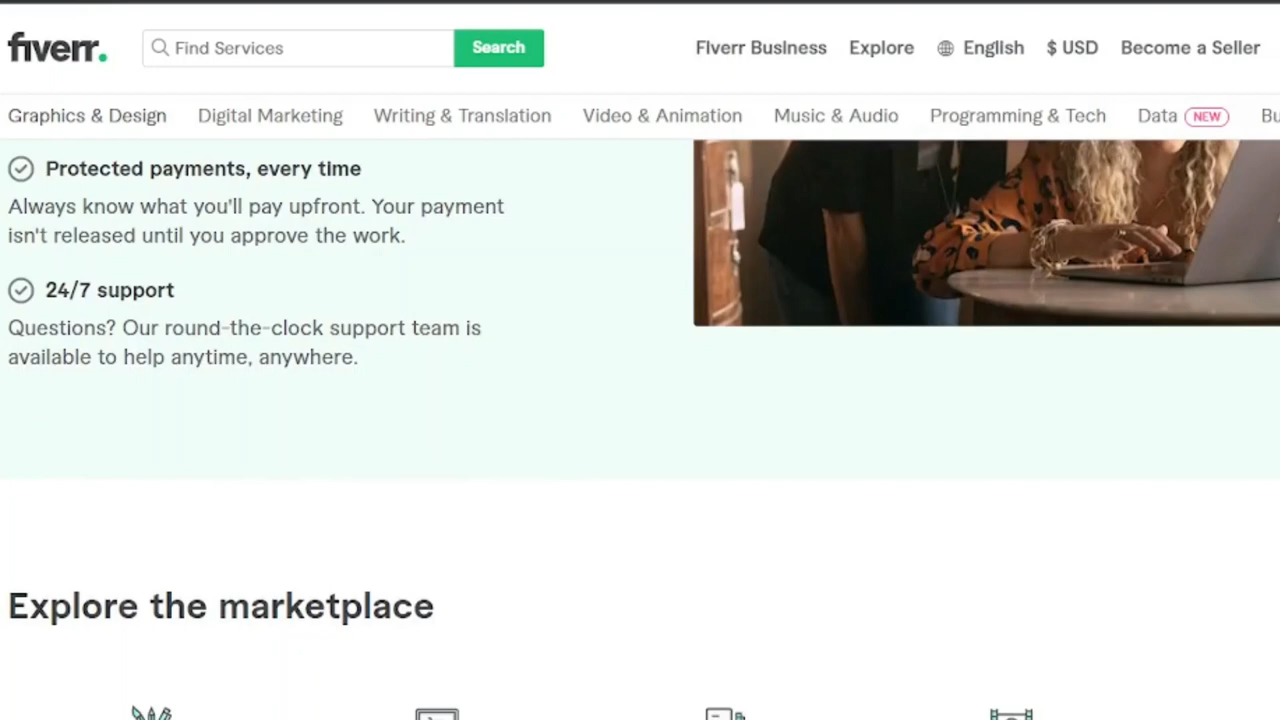 fiverr.
Find Services
Search
Fiverr Business
Explore
English
$ USD
Become a Seller
Graphics & Design
Digital Marketing
Writing & Translation
Video & Animation
Music & Audio
Programming & Tech
Data NEW
Protected payments, every time
Always know what you'll pay upfront. Your payment
isn't released until you approve the work.
24/7 support
Questions? Our round-the-clock support team is
available to help anytime, anywhere.
Explore the marketplace